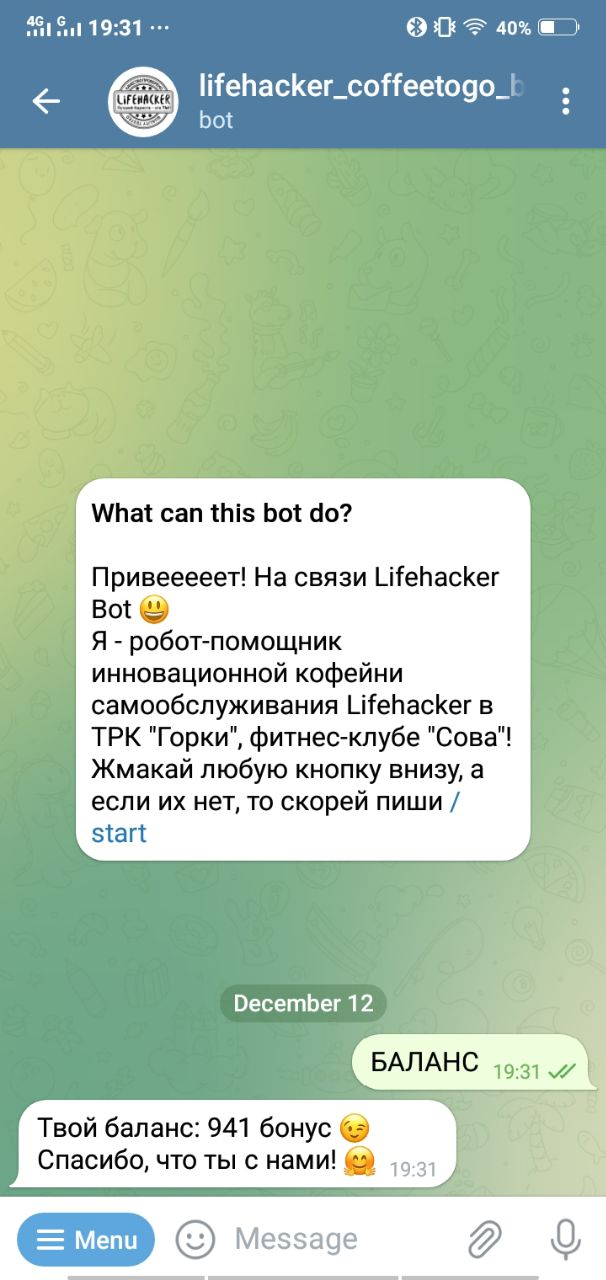 4G G 19:31 ··· 40%
lifehacker_coffeetogo_b
bot
LiFEHACKER
What can this bot do?
Привеееееет! На связи Lifehacker
Bot 😃
Я - робот-помощник
инновационной кофейни
самообслуживания Lifehacker в
ТРК "Горки", фитнес-клубе "Сова"!
Жмакай любую кнопку внизу, а
если их нет, то скорей пиши /
start
December 12
БАЛАНС 19:31
Твой баланс: 941 бонус 😉
Спасибо, что ты с нами! 🤗 19:31
Menu Message